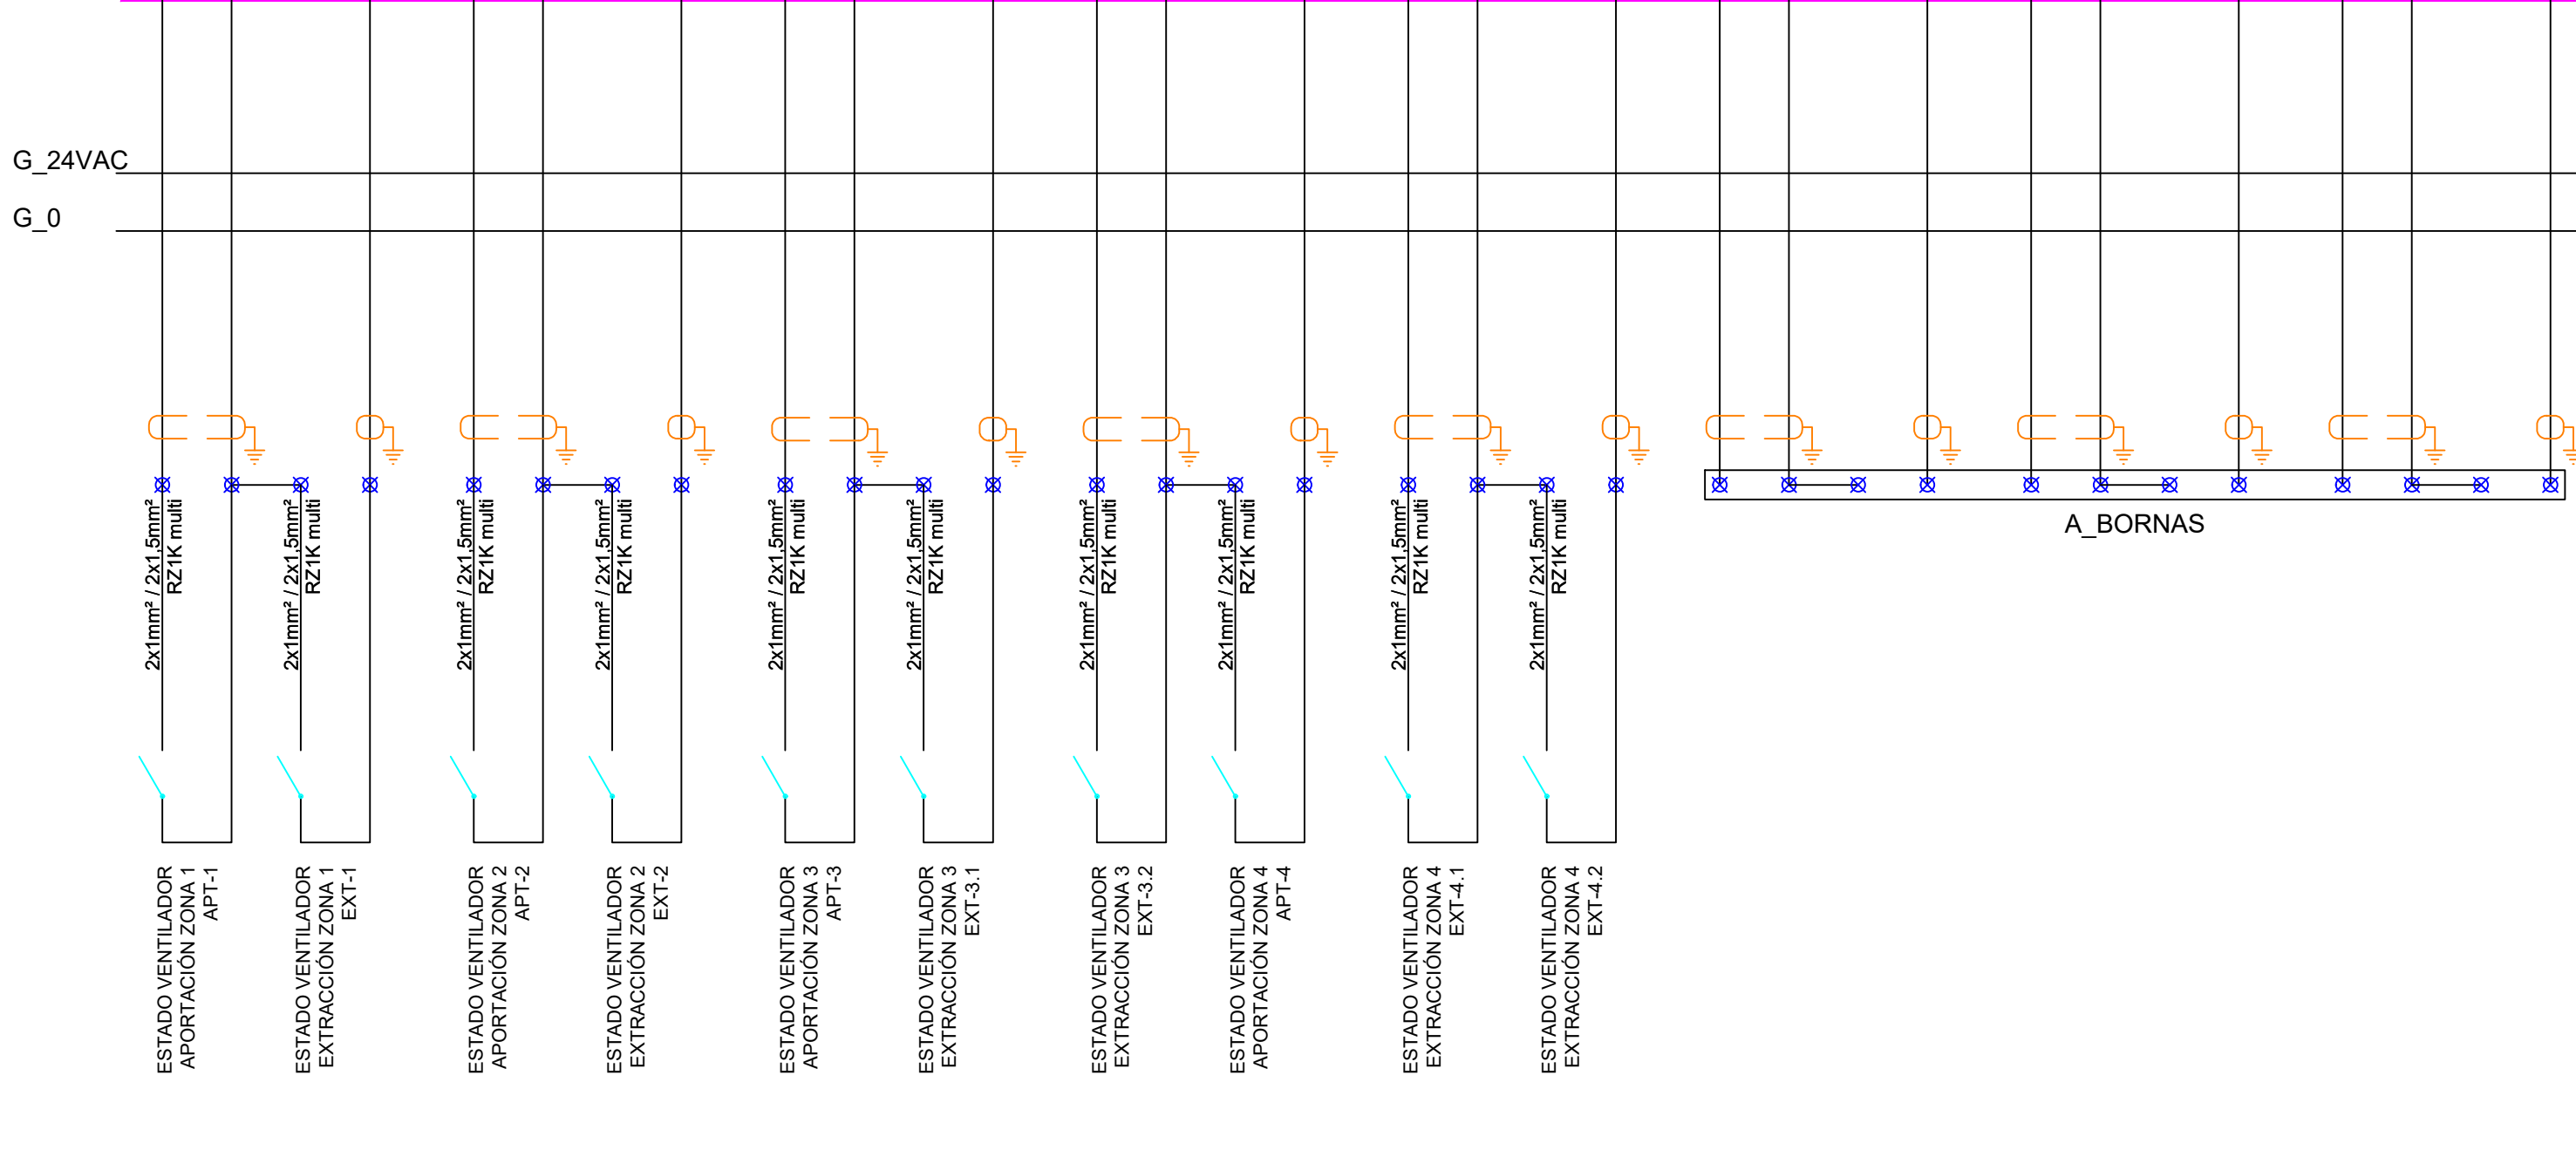 G_24VAC
G_0
2x1mm² / 2x1,5mm²
RZ1K multi
2x1mm² / 2x1,5mm²
RZ1K multi
2x1mm² / 2x1,5mm²
RZ1K multi
2x1mm² / 2x1,5mm²
RZ1K multi
2x1mm² / 2x1,5mm²
RZ1K multi
2x1mm² / 2x1,5mm²
RZ1K multi
2x1mm² / 2x1,5mm²
RZ1K multi
2x1mm² / 2x1,5mm²
RZ1K multi
2x1mm² / 2x1,5mm²
RZ1K multi
2x1mm² / 2x1,5mm²
RZ1K multi
A_BORNAS
ESTADO VENTILADOR
APORTACIÓN ZONA 1
APT-1
ESTADO VENTILADOR
EXTRACCIÓN ZONA 1
EXT-1
ESTADO VENTILADOR
APORTACIÓN ZONA 2
APT-2
ESTADO VENTILADOR
EXTRACCIÓN ZONA 2
EXT-2
ESTADO VENTILADOR
APORTACIÓN ZONA 3
APT-3
ESTADO VENTILADOR
EXTRACCIÓN ZONA 3
EXT-3.1
ESTADO VENTILADOR
EXTRACCIÓN ZONA 3
EXT-3.2
ESTADO VENTILADOR
APORTACIÓN ZONA 4
APT-4
ESTADO VENTILADOR
EXTRACCIÓN ZONA 4
EXT-4.1
ESTADO VENTILADOR
EXTRACCIÓN ZONA 4
EXT-4.2